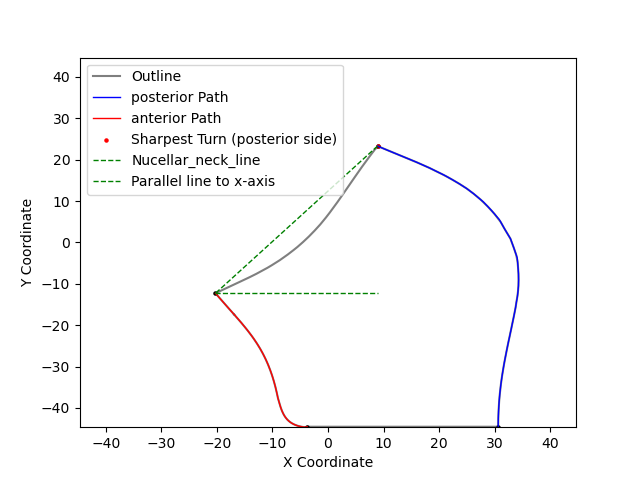 Outline
posterior Path
anterior Path
Sharpest Turn (posterior side)
Nucellar_neck_line
Parallel line to x-axis
40
30
20
10
0
−10
−20
−30
−40
Y Coordinate
−40 −30 −20 −10 0 10 20 30 40
X Coordinate